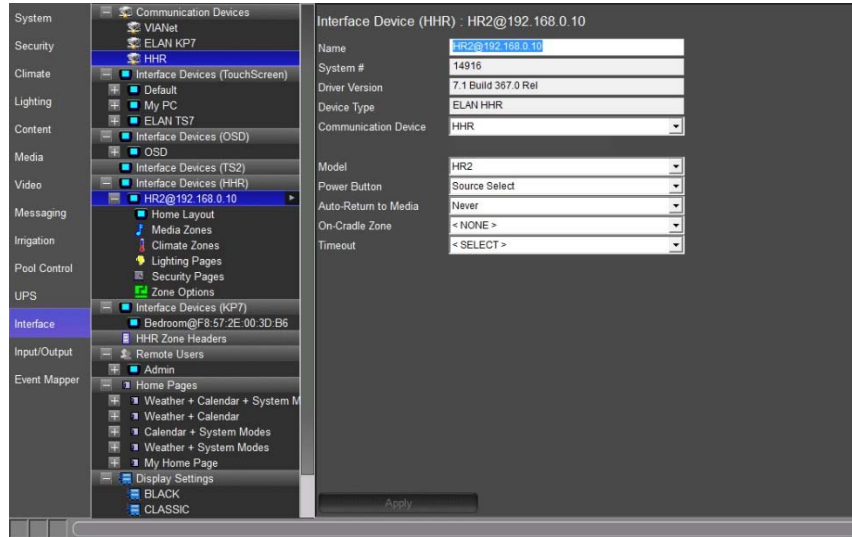 System
Security
Climate
Lighting
Content
Media
Video
Messaging
Irrigation
Pool Control
UPS
Interface
Input/Output
Event Mapper
Communication Devices
VIANet
ELAN KP7
HHR
Interface Devices (TouchScreen)
Default
My PC
ELAN TS7
Interface Devices (OSD)
OSD
Interface Devices (TS2)
Interface Devices (HHR)
HR2@192.168.0.10
Home Layout
Media Zones
Climate Zones
Lighting Pages
Security Pages
Zone Options
Interface Devices (KP7)
Bedroom@F8:57:2E:00:3D:B6
HHR Zone Headers
Remote Users
Admin
Home Pages
Weather + Calendar + System M
Weather + Calendar
Calendar + System Modes
Weather + System Modes
My Home Page
Display Settings
BLACK
CLASSIC
Interface Device (HHR) : HR2@192.168.0.10
Name HR2@192.168.0.10
System # 14916
Driver Version 7.1 Build 367.0 Rel
Device Type ELAN HHR
Communication Device HHR
Model HR2
Power Button Source Select
Auto-Return to Media Never
On-Cradle Zone < NONE >
Timeout < SELECT >
Apply